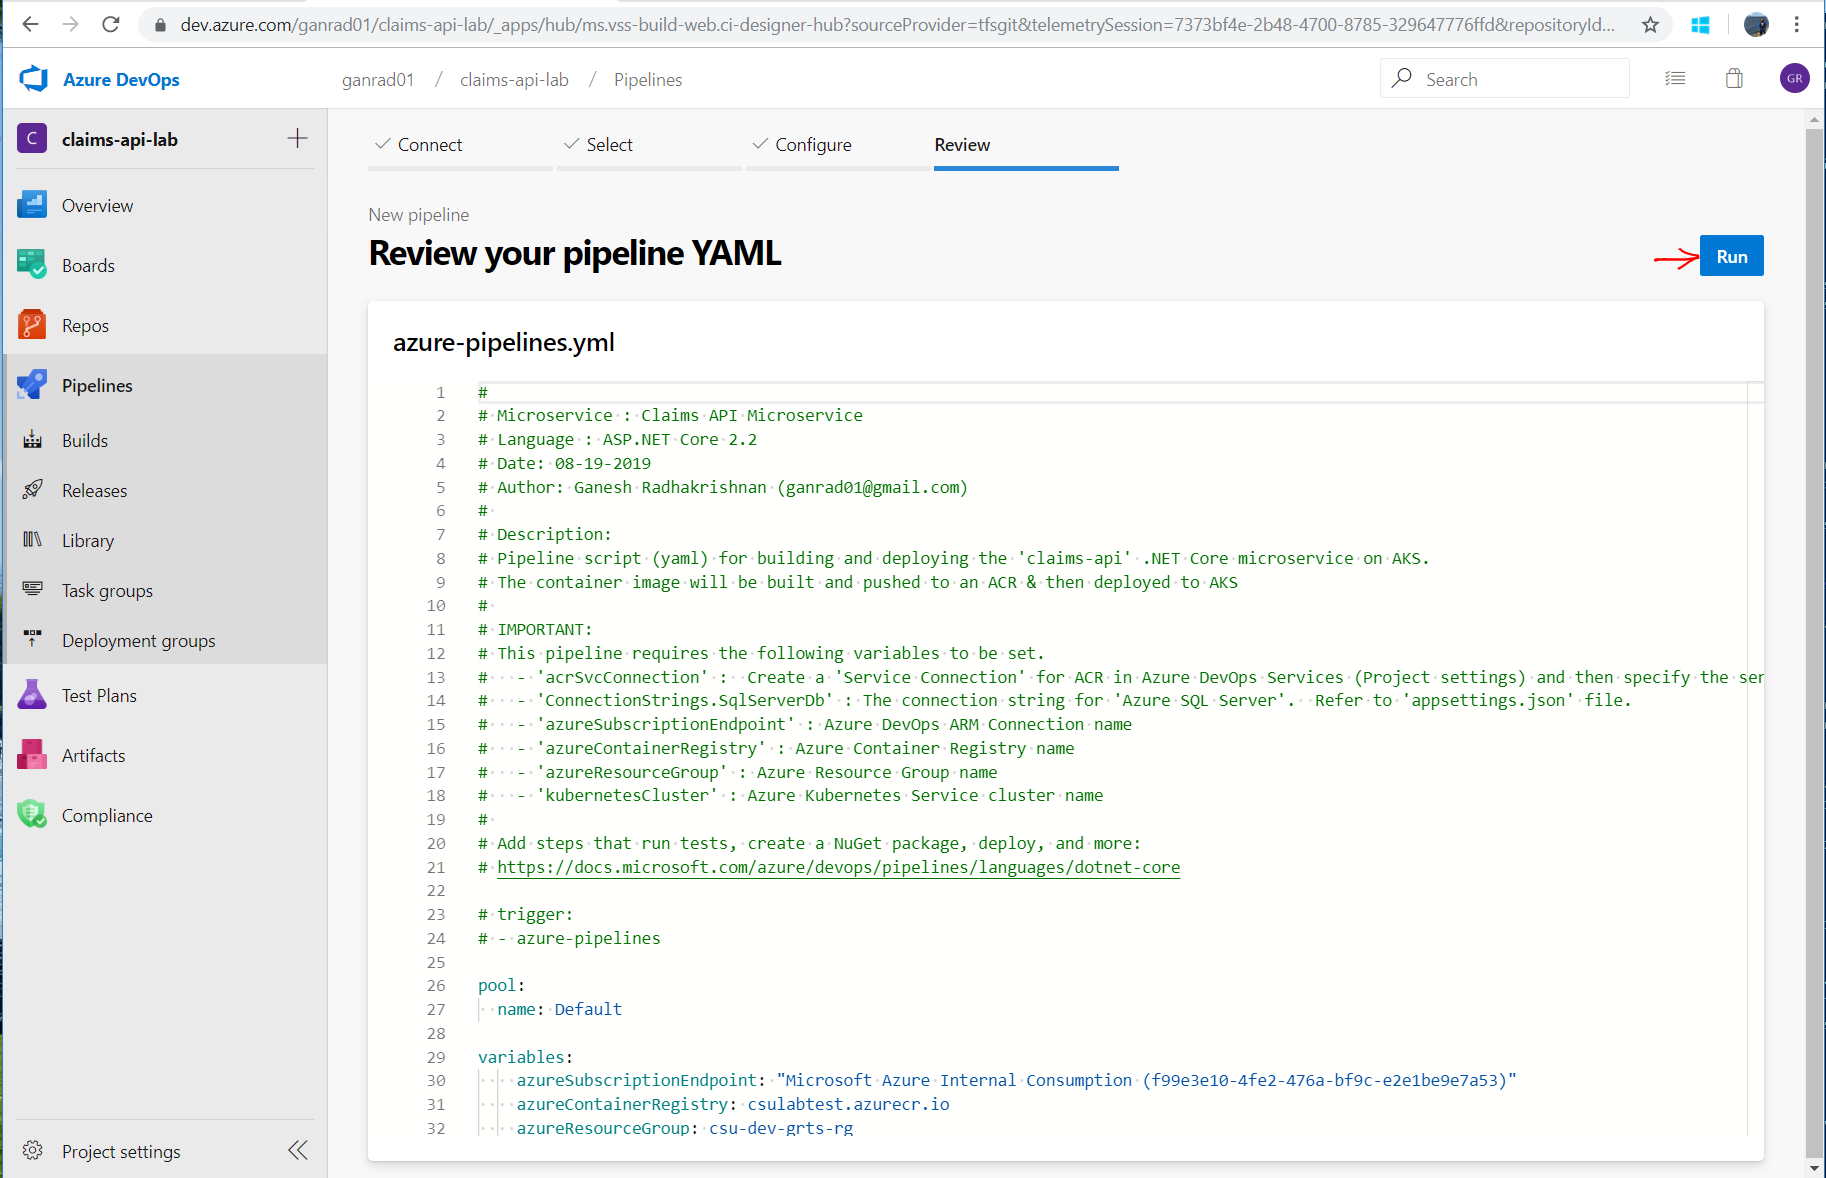 dev.azure.com/ganrad01/claims-api-lab/_apps/hub/ms.vss-build-web.ci-designer-hub?sourceProvider=tfsgit&telemetrySession=7373bf4e-2b48-4700-8785-329647776ffd&repositoryId...
Azure DevOps
ganrad01 / claims-api-lab / Pipelines
Search
GR
C claims-api-lab
Connect
Select
Configure
Review
Overview
Boards
Repos
Pipelines
Builds
Releases
Library
Task groups
Deployment groups
Test Plans
Artifacts
Compliance
Project settings
New pipeline
Review your pipeline YAML
Run
azure-pipelines.yml
1 #
2 # Microservice : Claims API Microservice
3 # Language : ASP.NET Core 2.2
4 # Date: 08-19-2019
5 # Author: Ganesh Radhakrishnan (ganrad01@gmail.com)
6 #
7 # Description:
8 # Pipeline script (yaml) for building and deploying the 'claims-api' .NET Core microservice on AKS.
9 # The container image will be built and pushed to an ACR & then deployed to AKS
10 #
11 # IMPORTANT:
12 # This pipeline requires the following variables to be set.
13 #   - 'acrSvcConnection' :  Create a 'Service Connection' for ACR in Azure DevOps Services (Project settings) and then specify the ser
14 #   - 'ConnectionStrings.SqlServerDb' : The connection string for 'Azure SQL Server'.  Refer to 'appsettings.json' file.
15 #   - 'azureSubscriptionEndpoint' : Azure DevOps ARM Connection name
16 #   - 'azureContainerRegistry' : Azure Container Registry name
17 #   - 'azureResourceGroup' : Azure Resource Group name
18 #   - 'kubernetesCluster' : Azure Kubernetes Service cluster name
19 #
20 # Add steps that run tests, create a NuGet package, deploy, and more:
21 # https://docs.microsoft.com/azure/devops/pipelines/languages/dotnet-core
22
23 # trigger:
24 # - azure-pipelines
25
26 pool:
27   name: Default
28
29 variables:
30     azureSubscriptionEndpoint: "Microsoft Azure Internal Consumption (f99e3e10-4fe2-476a-bf9c-e2e1be9e7a53)"
31     azureContainerRegistry: csulabtest.azurecr.io
32     azureResourceGroup: csu-dev-grts-rg